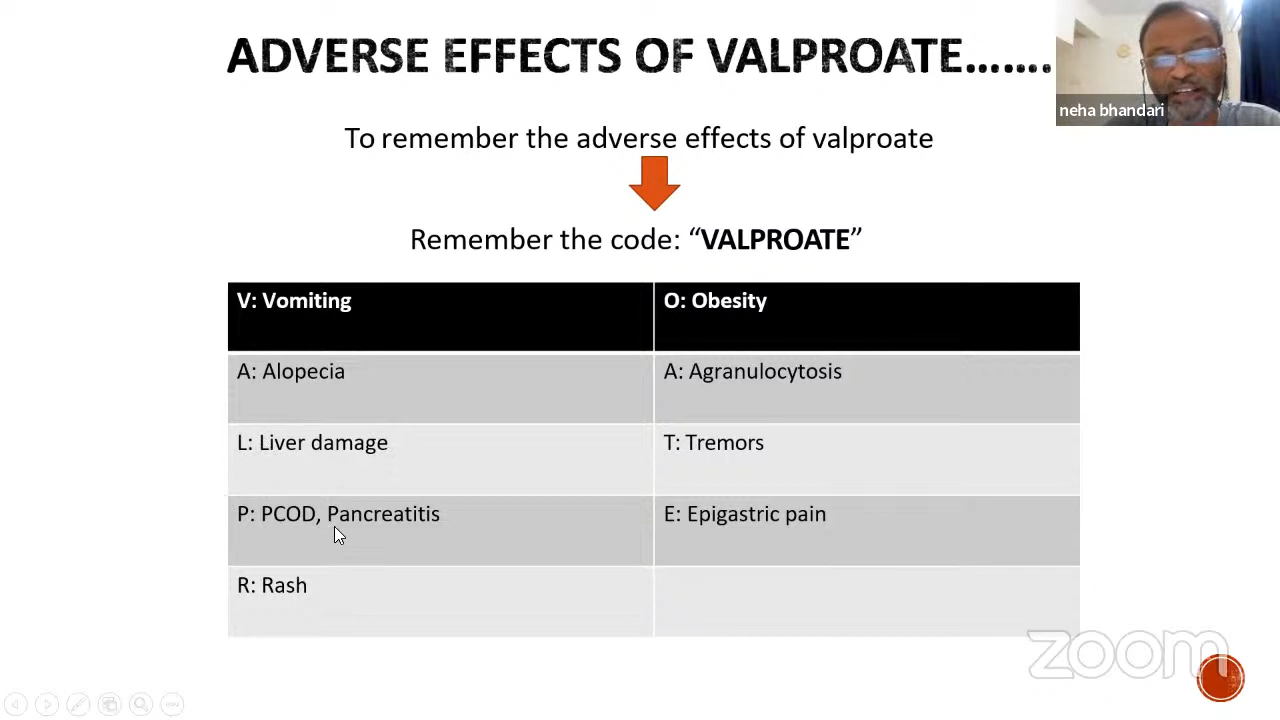 ADVERSE EFFECTS OF VALPROATE.......
neha bhandari
To remember the adverse effects of valproate
Remember the code: “VALPROATE”
V: Vomiting
O: Obesity
A: Alopecia
A: Agranulocytosis
L: Liver damage
T: Tremors
P: PCOD, Pancreatitis
E: Epigastric pain
R: Rash
zoom